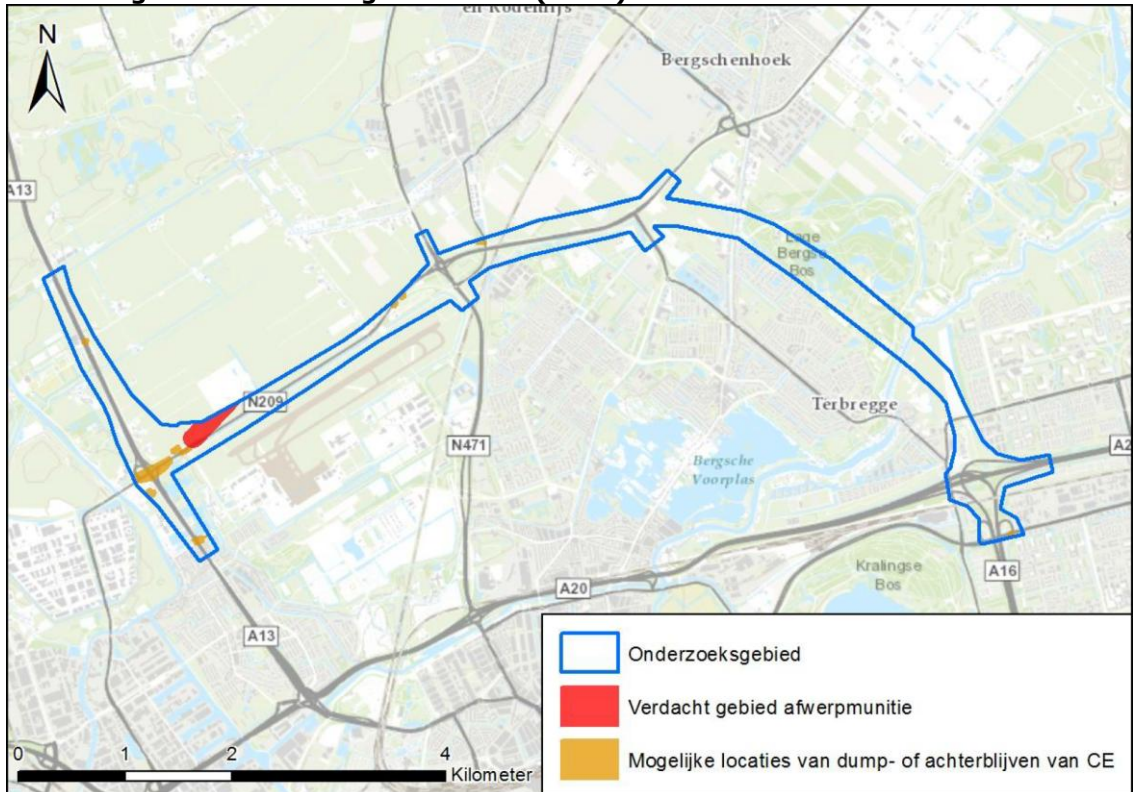 N
en Rodenrijs
Bergschenhoek
A13
Lage
Bergse
Bos
N209
Terbregge
N471
Bergsche
Voorplas
A2
Kralingse
Bos
A20
A16
A13
Onderzoeksgebied
Verdacht gebied afwerpmunitie
Mogelijke locaties van dump- of achterblijven van CE
0 1 2 4
Kilometer